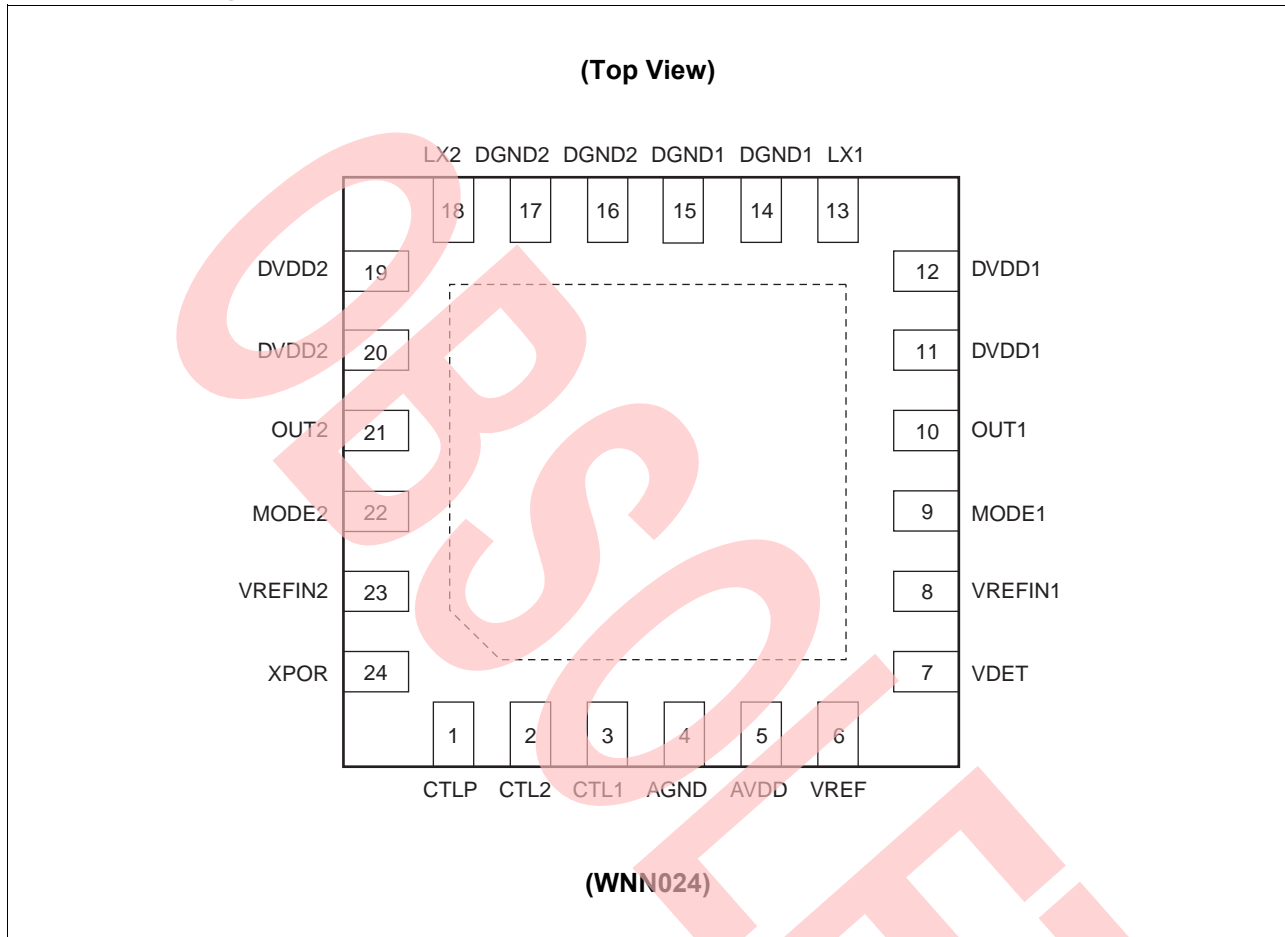 (Top View)
LX2 DGND2 DGND2 DGND1 DGND1 LX1
18 17 16 15 14 13
DVDD2 19 12 DVDD1
DVDD2 20 11 DVDD1
OUT2 21 10 OUT1
MODE2 22 9 MODE1
VREFIN2 23 8 VREFIN1
XPOR 24 7 VDET
1 2 3 4 5 6
CTLP CTL2 CTL1 AGND AVDD VREF
(WNN024)